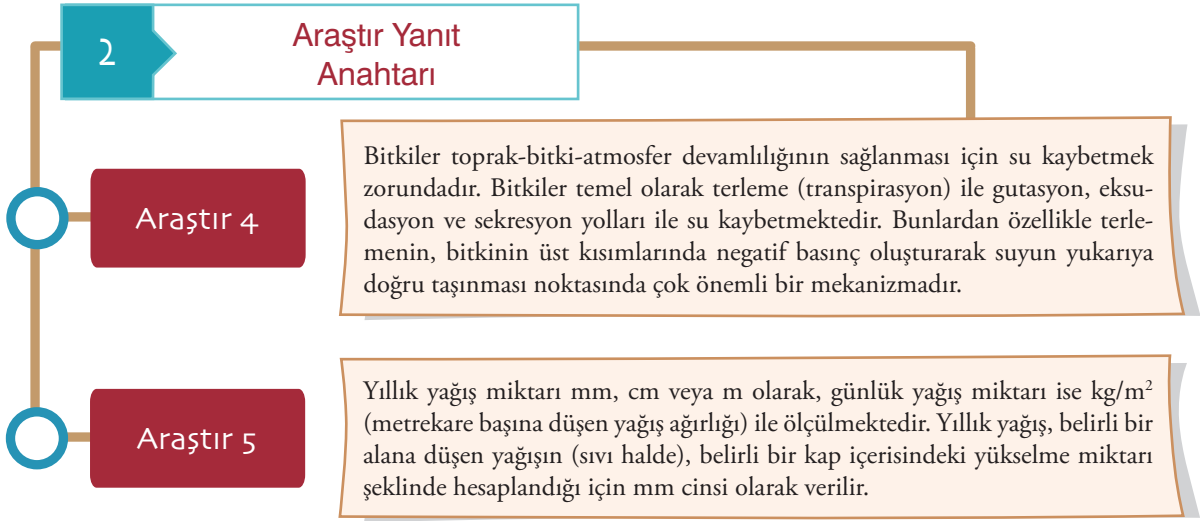 2
Araştır Yanıt
Anahtarı
Araştır 4
Bitkiler toprak-bitki-atmosfer devamlılığının sağlanması için su kaybetmek
zorundadır. Bitkiler temel olarak terleme (transpirasyon) ile gutasyon, eksu-
dasyon ve sekresyon yolları ile su kaybetmektedir. Bunlardan özellikle terle-
menin, bitkinin üst kısımlarında negatif basınç oluşturarak suyun yukarıya
doğru taşınması noktasında çok önemli bir mekanizmadır.
Araştır 5
Yıllık yağış miktarı mm, cm veya m olarak, günlük yağış miktarı ise kg/m²
(metrekare başına düşen yağış ağırlığı) ile ölçülmektedir. Yıllık yağış, belirli bir
alana düşen yağışın (sıvı halde), belirli bir kap içerisindeki yükselme miktarı
şeklinde hesaplandığı için mm cinsi olarak verilir.